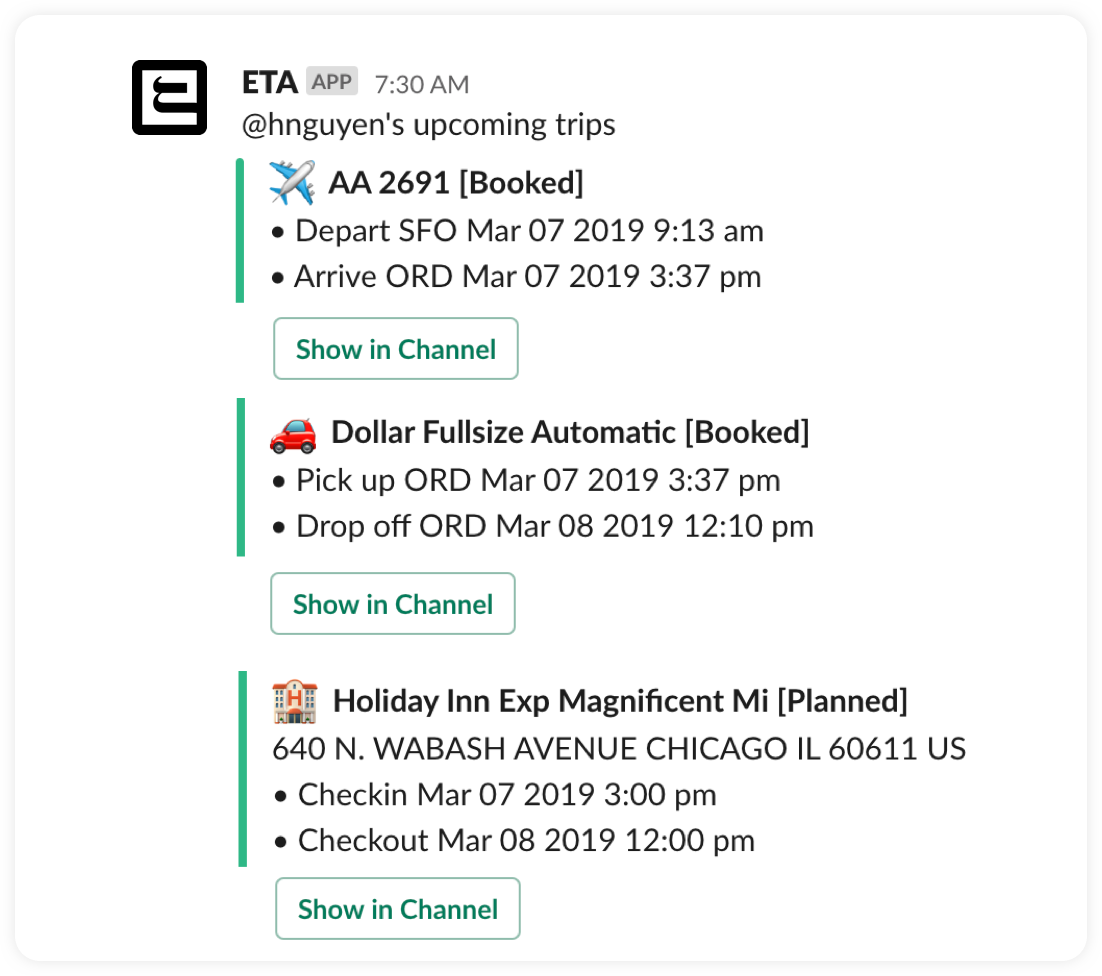 ETA APP 7:30 AM
@hnguyen's upcoming trips
AA 2691 [Booked]
• Depart SFO Mar 07 2019 9:13 am
• Arrive ORD Mar 07 2019 3:37 pm
Show in Channel
Dollar Fullsize Automatic [Booked]
• Pick up ORD Mar 07 2019 3:37 pm
• Drop off ORD Mar 08 2019 12:10 pm
Show in Channel
Holiday Inn Exp Magnificent Mi [Planned]
640 N. WABASH AVENUE CHICAGO IL 60611 US
• Checkin Mar 07 2019 3:00 pm
• Checkout Mar 08 2019 12:00 pm
Show in Channel